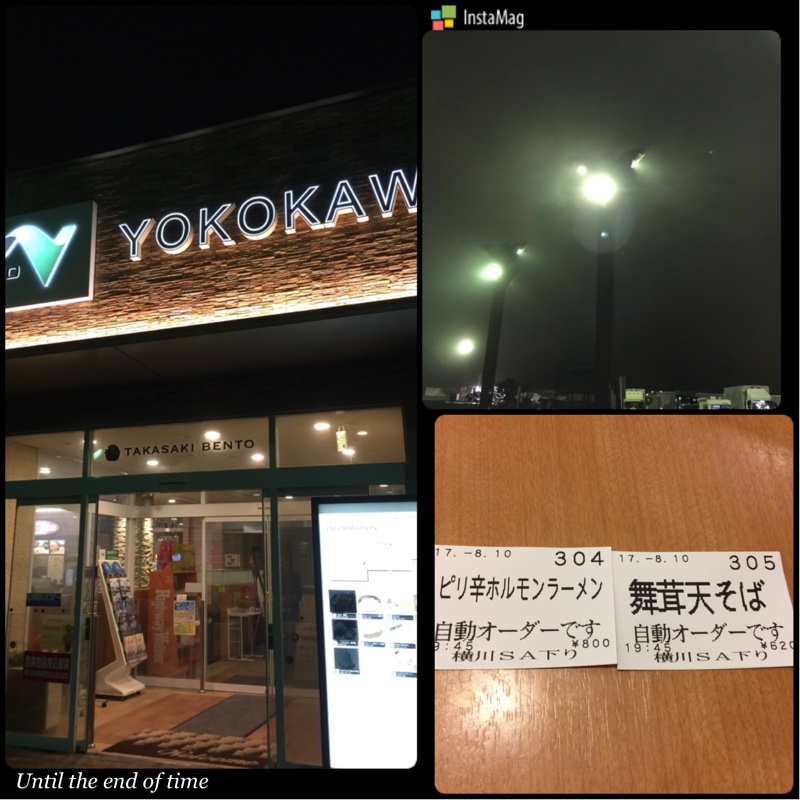 InstaMag
YOKOKAW
TAKASAKI BENTO
INFORMATION
17.-8.10 304
ピリ辛ホルモンラーメン
自動オーダーです
9:45 ¥800
横川SA下り
17.-8.10 305
舞茸天そば
自動オーダーです
19:45 ¥620
横川SA下り
Until the end of time